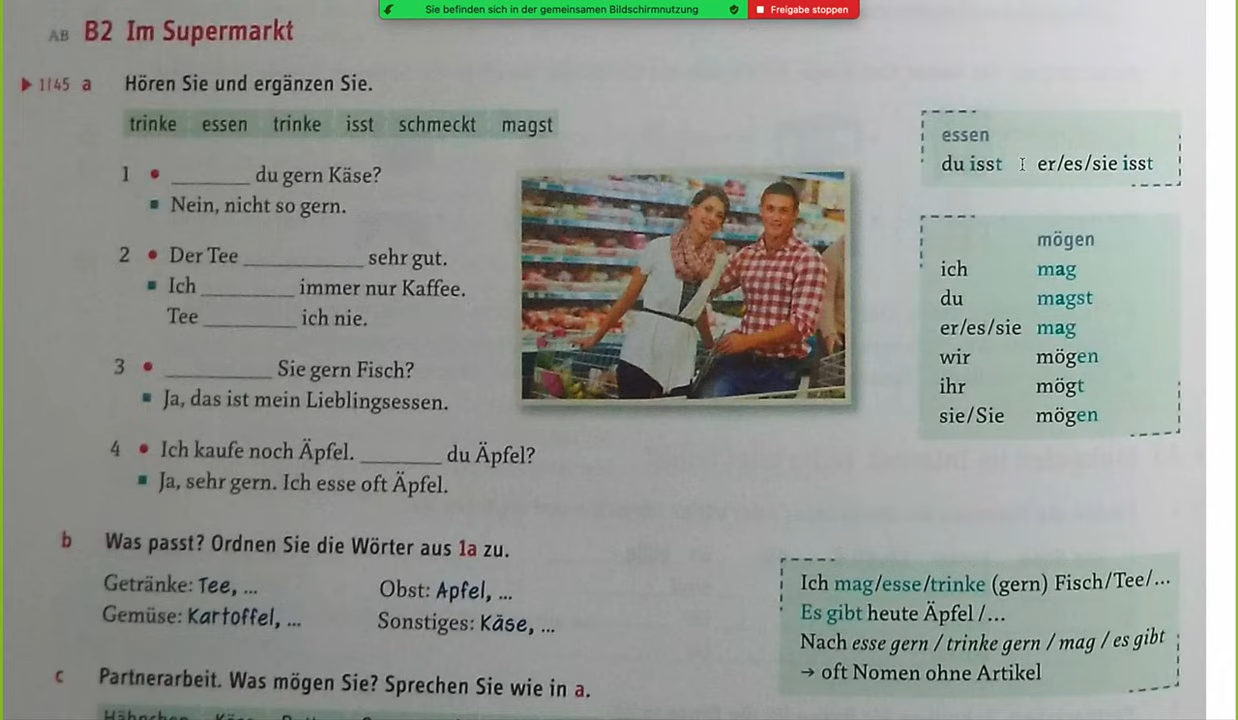 Sie befinden sich in der gemeinsamen Bildschirmnutzung
Freigabe stoppen
AB B2 Im Supermarkt
1/45 a Hören Sie und ergänzen Sie.
trinke essen trinke isst schmeckt magst
1 • ________ du gern Käse?
▪ Nein, nicht so gern.
2 • Der Tee ____________ sehr gut.
▪ Ich _________ immer nur Kaffee.
Tee _________ ich nie.
3 • ___________ Sie gern Fisch?
▪ Ja, das ist mein Lieblingsessen.
4 • Ich kaufe noch Äpfel. ________ du Äpfel?
▪ Ja, sehr gern. Ich esse oft Äpfel.
essen
du isst er/es/sie isst
mögen
ich mag
du magst
er/es/sie mag
wir mögen
ihr mögt
sie/Sie mögen
b Was passt? Ordnen Sie die Wörter aus 1a zu.
Getränke: Tee, ... Obst: Apfel, ...
Gemüse: Kartoffel, ... Sonstiges: Käse, ...
Ich mag/esse/trinke (gern) Fisch/Tee/...
Es gibt heute Äpfel/...
Nach esse gern / trinke gern / mag / es gibt
→ oft Nomen ohne Artikel
c Partnerarbeit. Was mögen Sie? Sprechen Sie wie in a.